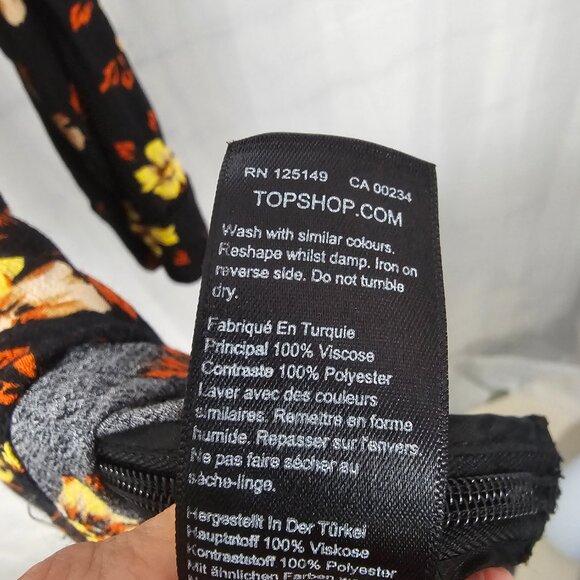 RN 125149 CA 00234
TOPSHOP.COM
Wash with similar colours.
Reshape whilst damp. Iron on
reverse side. Do not tumble
dry.
Fabriqué En Turquie
Principal 100% Viscose
Contraste 100% Polyester
Laver avec des couleurs
similaires. Remettre en forme
humide. Repasser sur l'envers.
Ne pas faire sécher au
sèche-linge.
Hergestellt In Der Türkei
Hauptstoff 100% Viskose
Kontraststoff 100% Polyester
Mit ähnlichen Farben